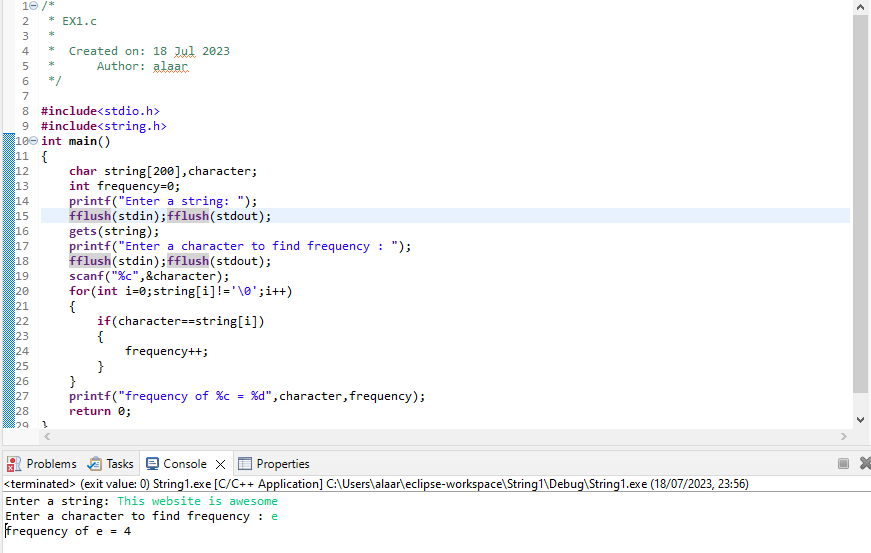 1 /*
2 * EX1.c
3 *
4 *  Created on: 18 Jul 2023
5 *      Author: alaar
6 */
7
8 #include<stdio.h>
9 #include<string.h>
10 int main()
11 {
12     char string[200],character;
13     int frequency=0;
14     printf("Enter a string: ");
15     fflush(stdin);fflush(stdout);
16     gets(string);
17     printf("Enter a character to find frequency : ");
18     fflush(stdin);fflush(stdout);
19     scanf("%c",&character);
20     for(int i=0;string[i]!='\0';i++)
21     {
22         if(character==string[i])
23         {
24             frequency++;
25         }
26     }
27     printf("frequency of %c = %d",character,frequency);
28     return 0;
29 }
Problems Tasks Console Properties
<terminated> (exit value: 0) String1.exe [C/C++ Application] C:\Users\alaar\eclipse-workspace\String1\Debug\String1.exe (18/07/2023, 23:56)
Enter a string: This website is awesome
Enter a character to find frequency : e
frequency of e = 4